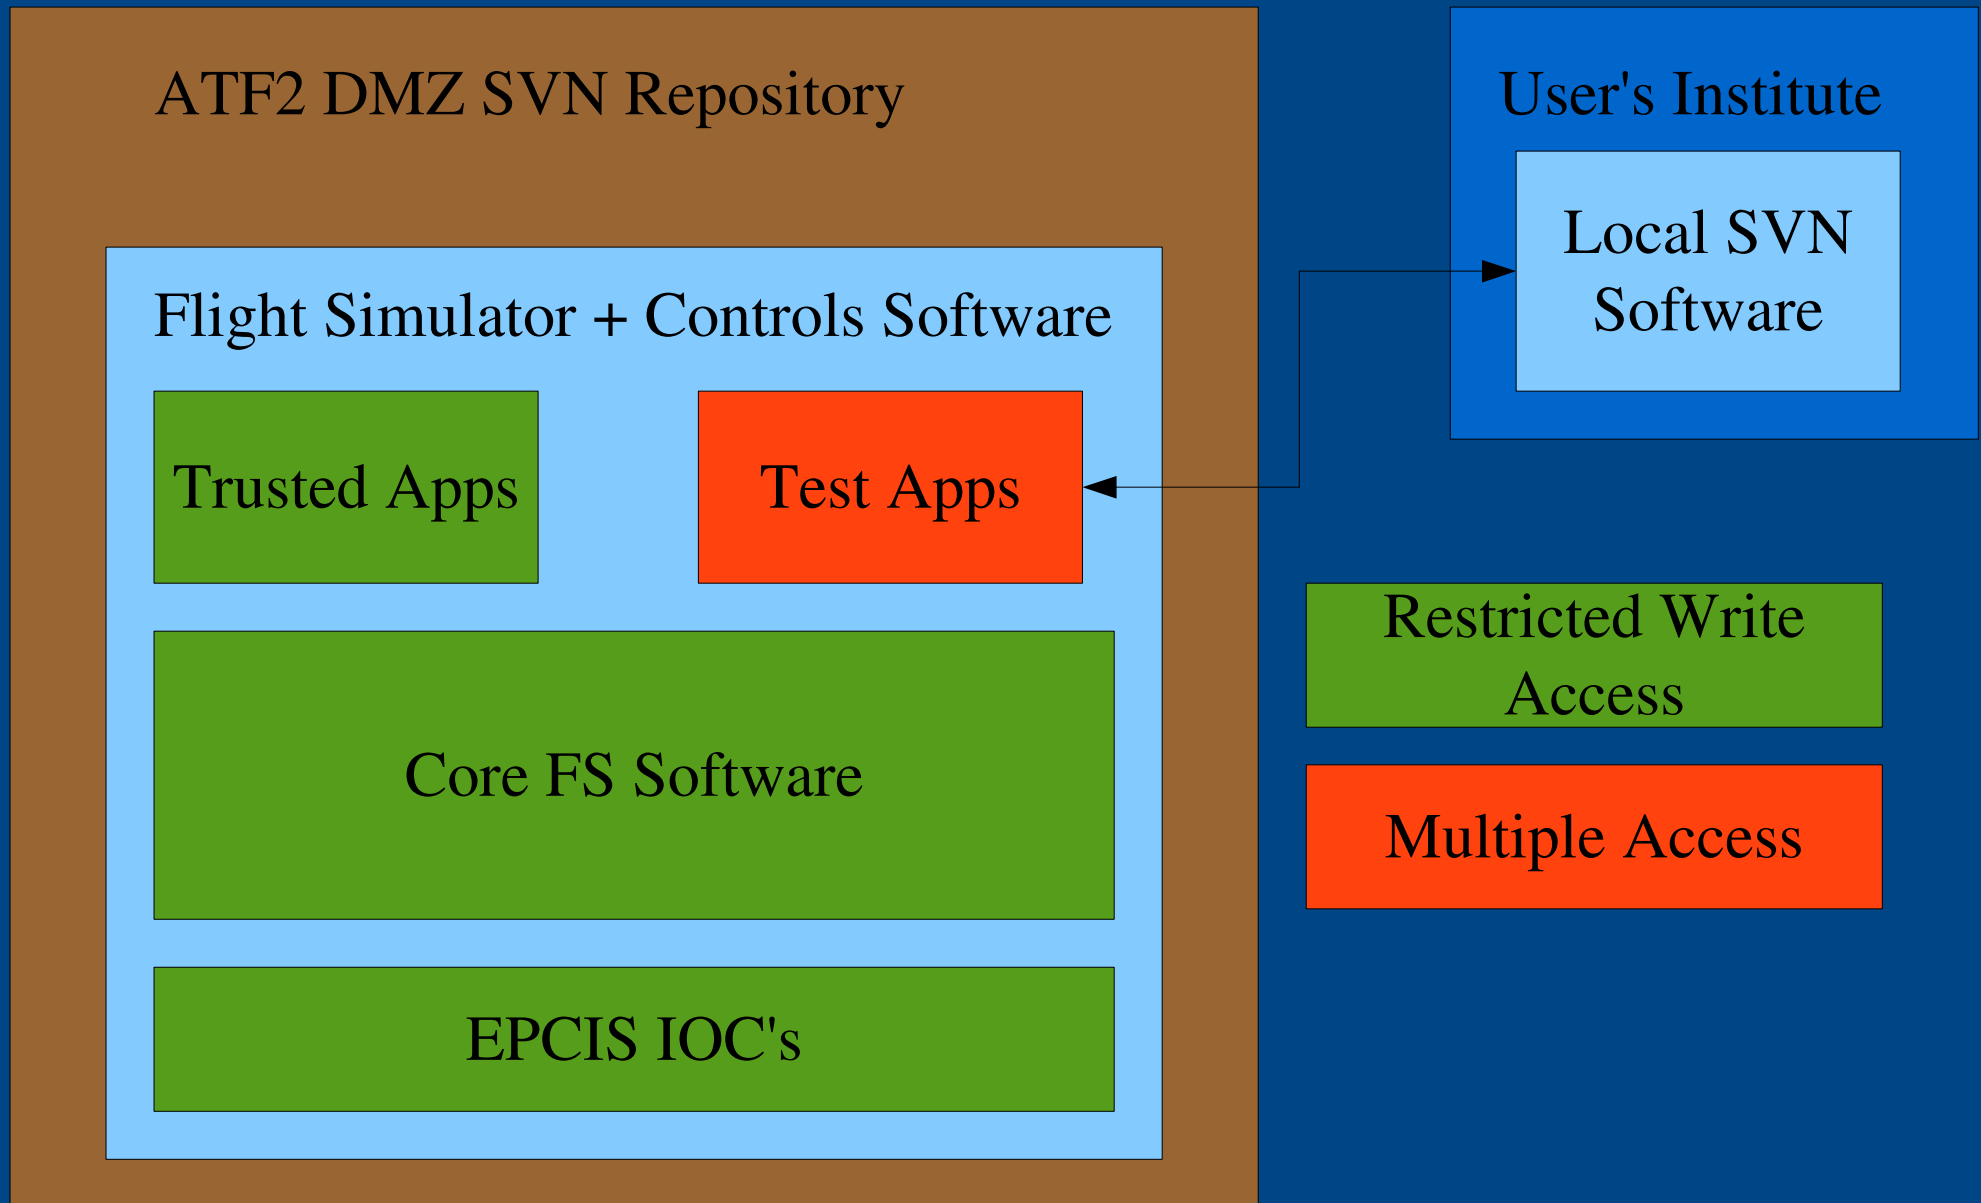 ATF2 DMZ SVN Repository
User's Institute
Local SVN
Software
Flight Simulator + Controls Software
Trusted Apps
Test Apps
Restricted Write
Access
Core FS Software
Multiple Access
EPCIS IOC's